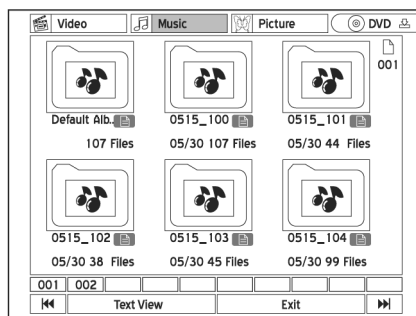 Video Music Picture DVD
001
Default Alb... 0515_100 0515_101
107 Files 05/30 107 Files 05/30 44 Files
0515_102 0515_103 0515_104
05/30 38 Files 05/30 45 Files 05/30 99 Files
001 002
Text View Exit